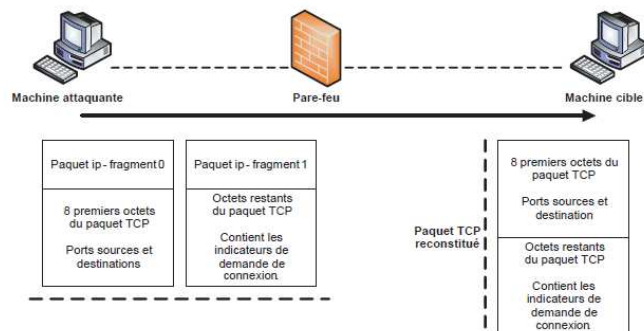 Machine attaquante
Pare-feu
Machine cible
Paquet ip - fragment 0
8 premiers octets
du paquet TCP
Ports sources et
destinations
Paquet ip - fragment 1
Octets restants
du paquet TCP
Contient les
indicateurs de
demande de
connexion.
Paquet TCP
reconstitué
8 premiers octets du
paquet TCP
Ports sources et
destination
Octets restants
du paquet TCP
Contient les
indicateurs de
demande de
connexion.